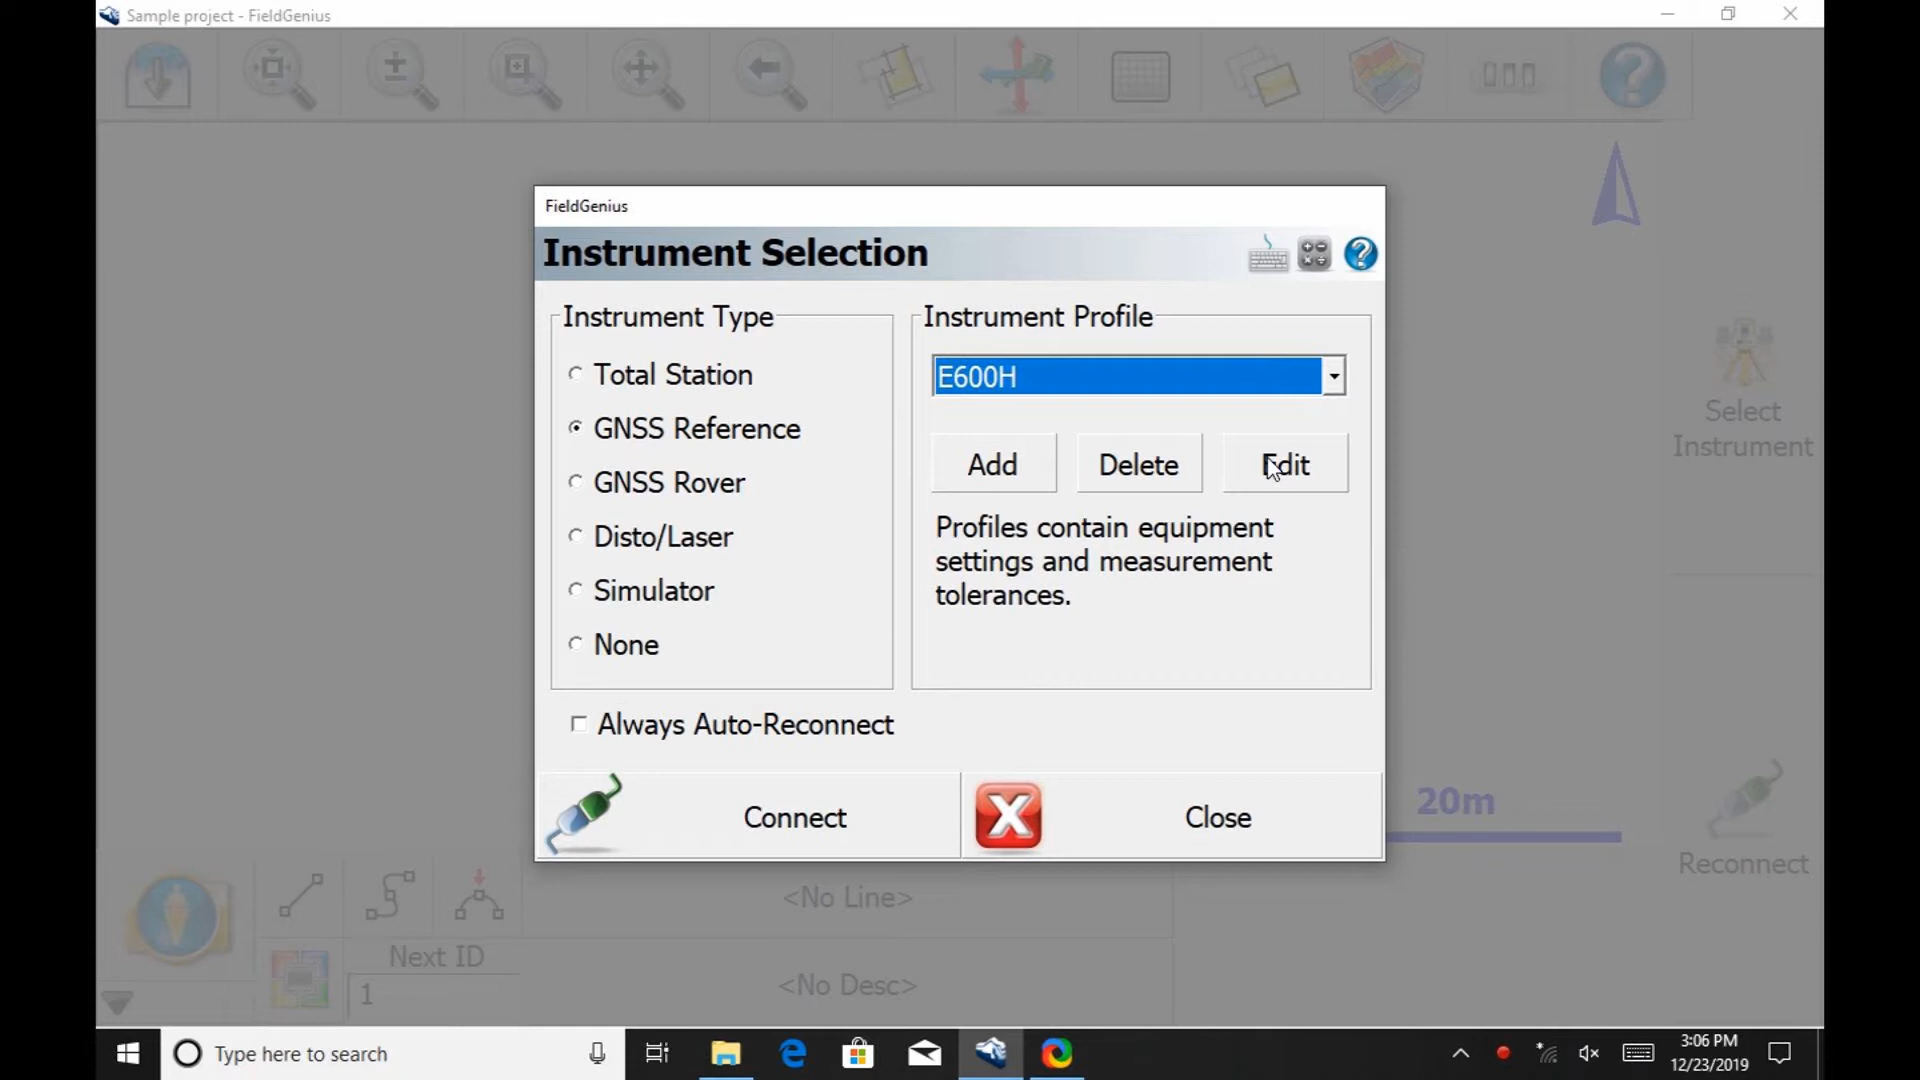 Sample project - FieldGenius
FieldGenius
Instrument Selection
Instrument Type
Total Station
GNSS Reference
GNSS Rover
Disto/Laser
Simulator
None
Instrument Profile
E600H
Add
Delete
Edit
Profiles contain equipment
settings and measurement
tolerances.
Always Auto-Reconnect
Connect
Close
Select
Instrument
20m
Reconnect
<No Line>
Next ID
1
<No Desc>
Type here to search
3:06 PM
12/23/2019